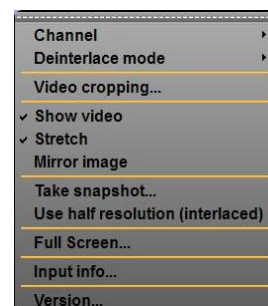 Channel
Deinterlace mode
Video cropping...
Show video
Stretch
Mirror image
Take snapshot...
Use half resolution (interlaced)
Full Screen...
Input info...
Version...